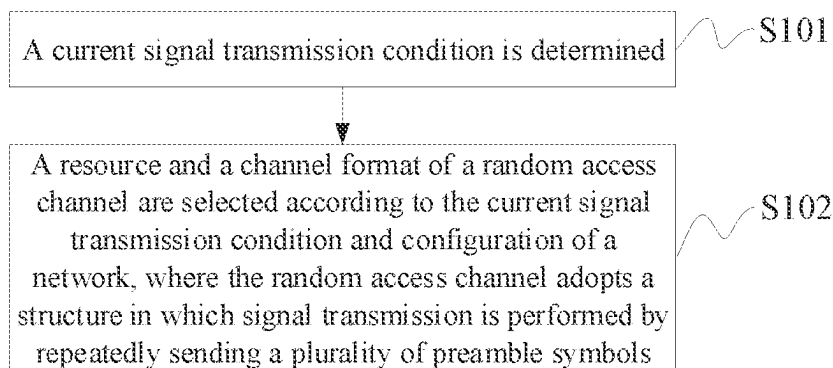 A current signal transmission condition is determined
S101
A resource and a channel format of a random access
channel are selected according to the current signal
transmission condition and configuration of a
network, where the random access channel adopts a
structure in which signal transmission is performed by
repeatedly sending a plurality of preamble symbols
S102